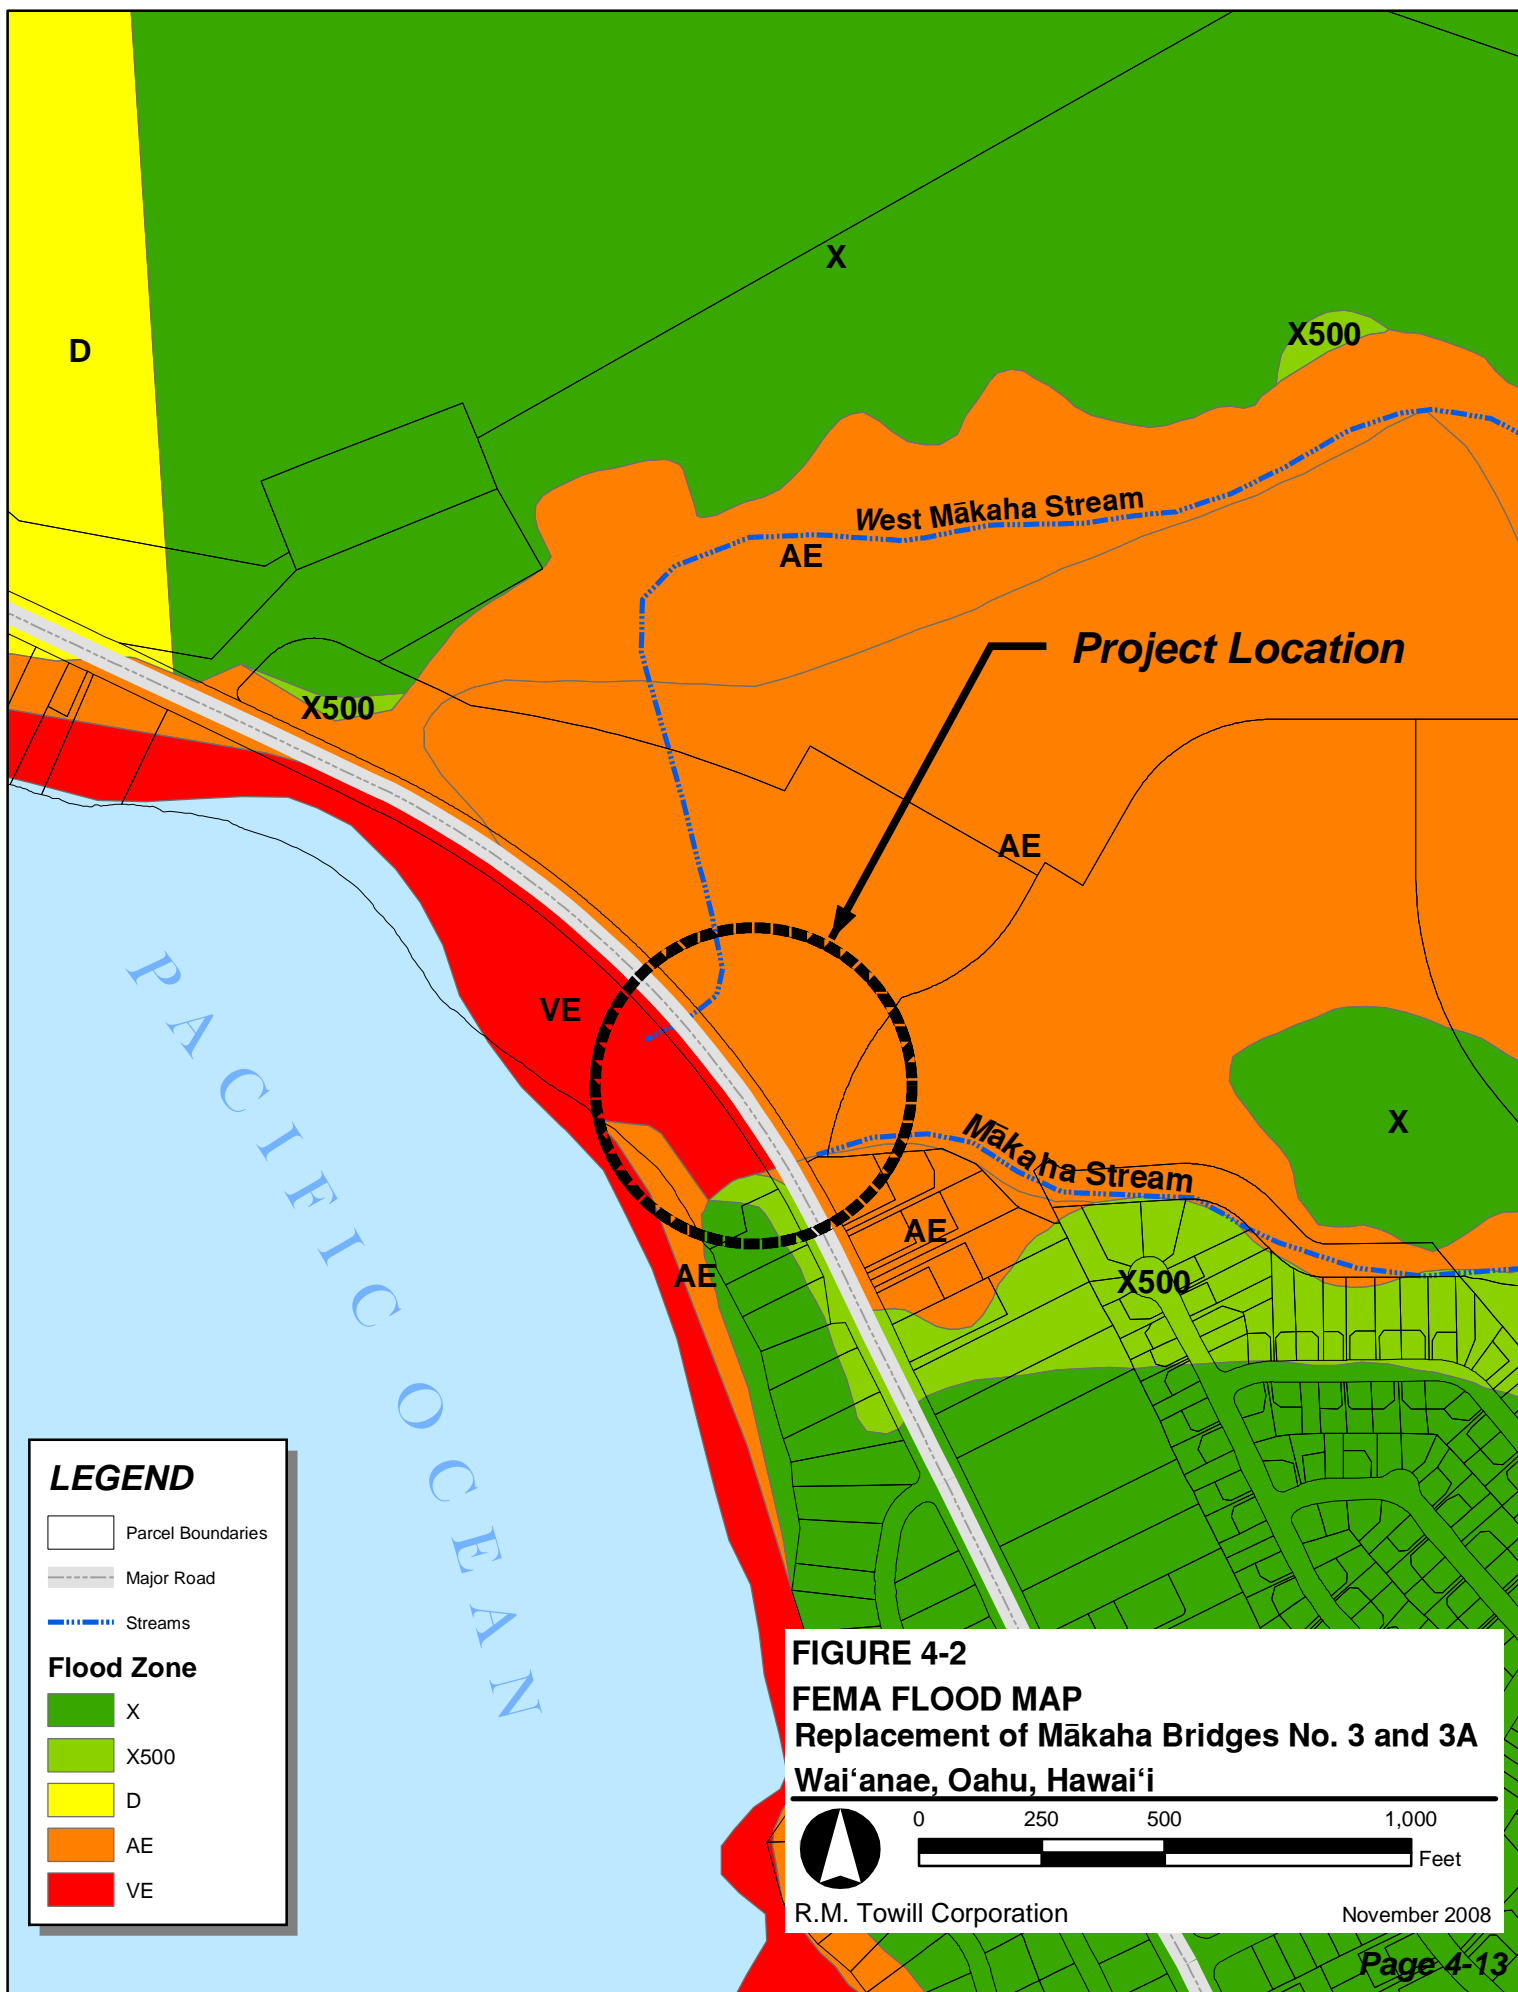 X
X500
D
West Mākaha Stream
AE
Project Location
X500
AE
VE
PACIFIC OCEAN
X
Mākaha Stream
AE
AE
X500
LEGEND
Parcel Boundaries
Major Road
Streams
Flood Zone
X
X500
D
AE
VE
FIGURE 4-2
FEMA FLOOD MAP
Replacement of Mākaha Bridges No. 3 and 3A
Wai‘anae, Oahu, Hawai‘i
0 250 500 1,000
Feet
R.M. Towill Corporation
November 2008
Page 4-13